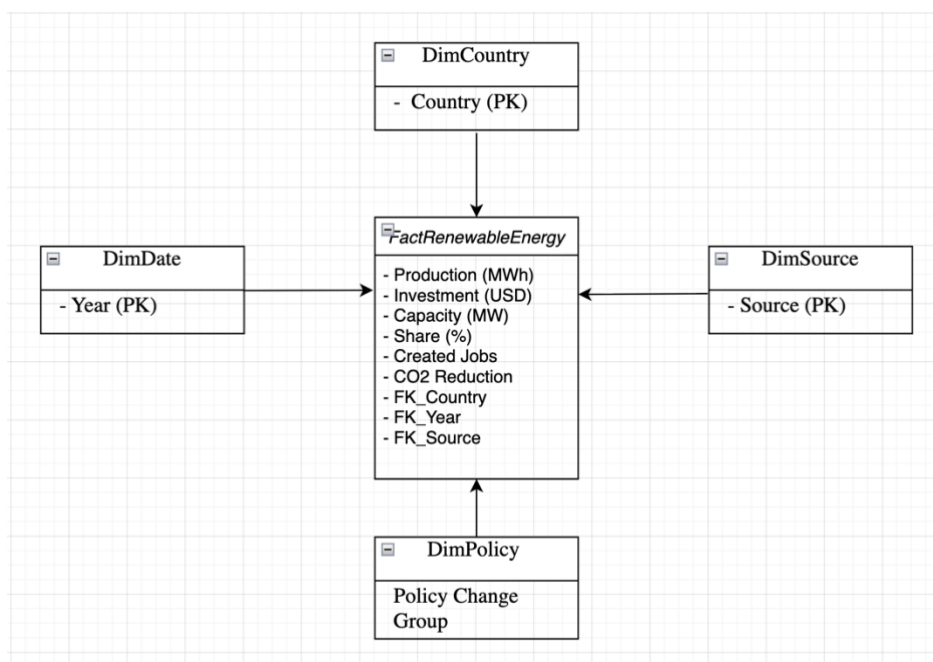 DimCountry
- Country (PK)
FactRenewableEnergy
- Production (MWh)
- Investment (USD)
- Capacity (MW)
- Share (%)
- Created Jobs
- CO2 Reduction
- FK_Country
- FK_Year
- FK_Source
DimDate
- Year (PK)
DimSource
- Source (PK)
DimPolicy
Policy Change
Group